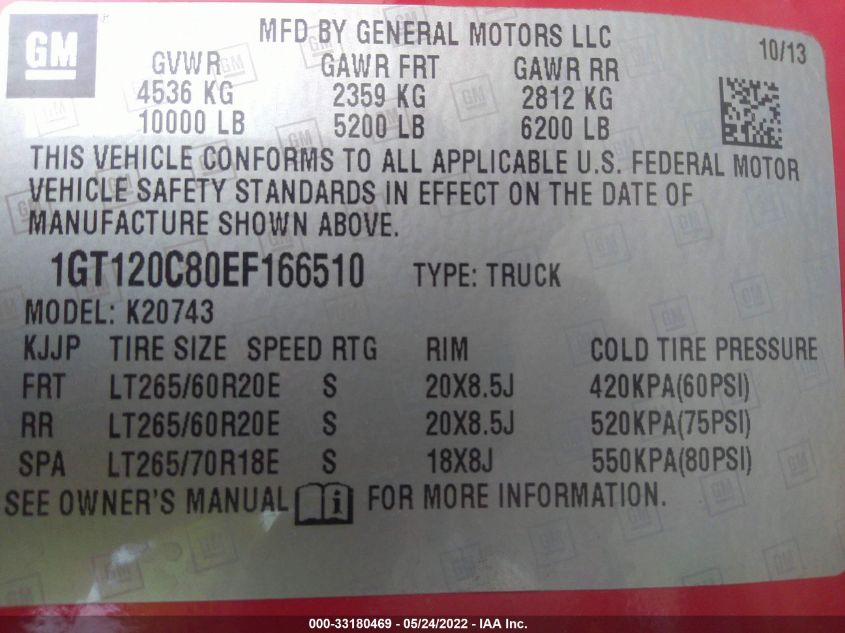 GM
MFD BY GENERAL MOTORS LLC
10/13
GVWR GAWR FRT GAWR RR
4536 KG 2359 KG 2812 KG
10000 LB 5200 LB 6200 LB
THIS VEHICLE CONFORMS TO ALL APPLICABLE U.S. FEDERAL MOTOR
VEHICLE SAFETY STANDARDS IN EFFECT ON THE DATE OF
MANUFACTURE SHOWN ABOVE.
1GT120C80EF166510 TYPE: TRUCK
MODEL: K20743
KJJP TIRE SIZE SPEED RTG RIM COLD TIRE PRESSURE
FRT LT265/60R20E S 20X8.5J 420KPA(60PSI)
RR LT265/60R20E S 20X8.5J 520KPA(75PSI)
SPA LT265/70R18E S 18X8J 550KPA(80PSI)
SEE OWNER'S MANUAL i FOR MORE INFORMATION.
000-33180469 - 05/24/2022 - IAA Inc.